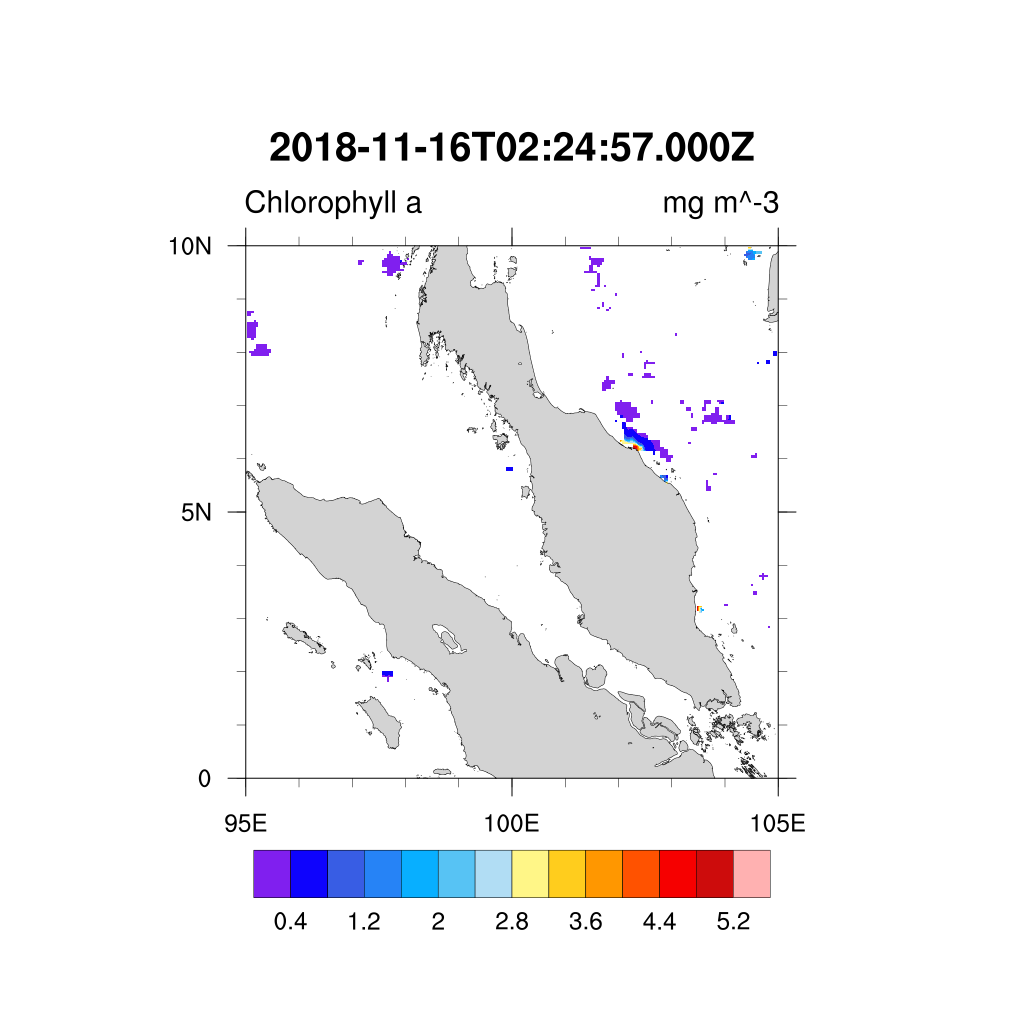 2018-11-16T02:24:57.000Z
Chlorophyll a mg m^-3
10N
5N
0
95E 100E 105E
0.4 1.2 2 2.8 3.6 4.4 5.2